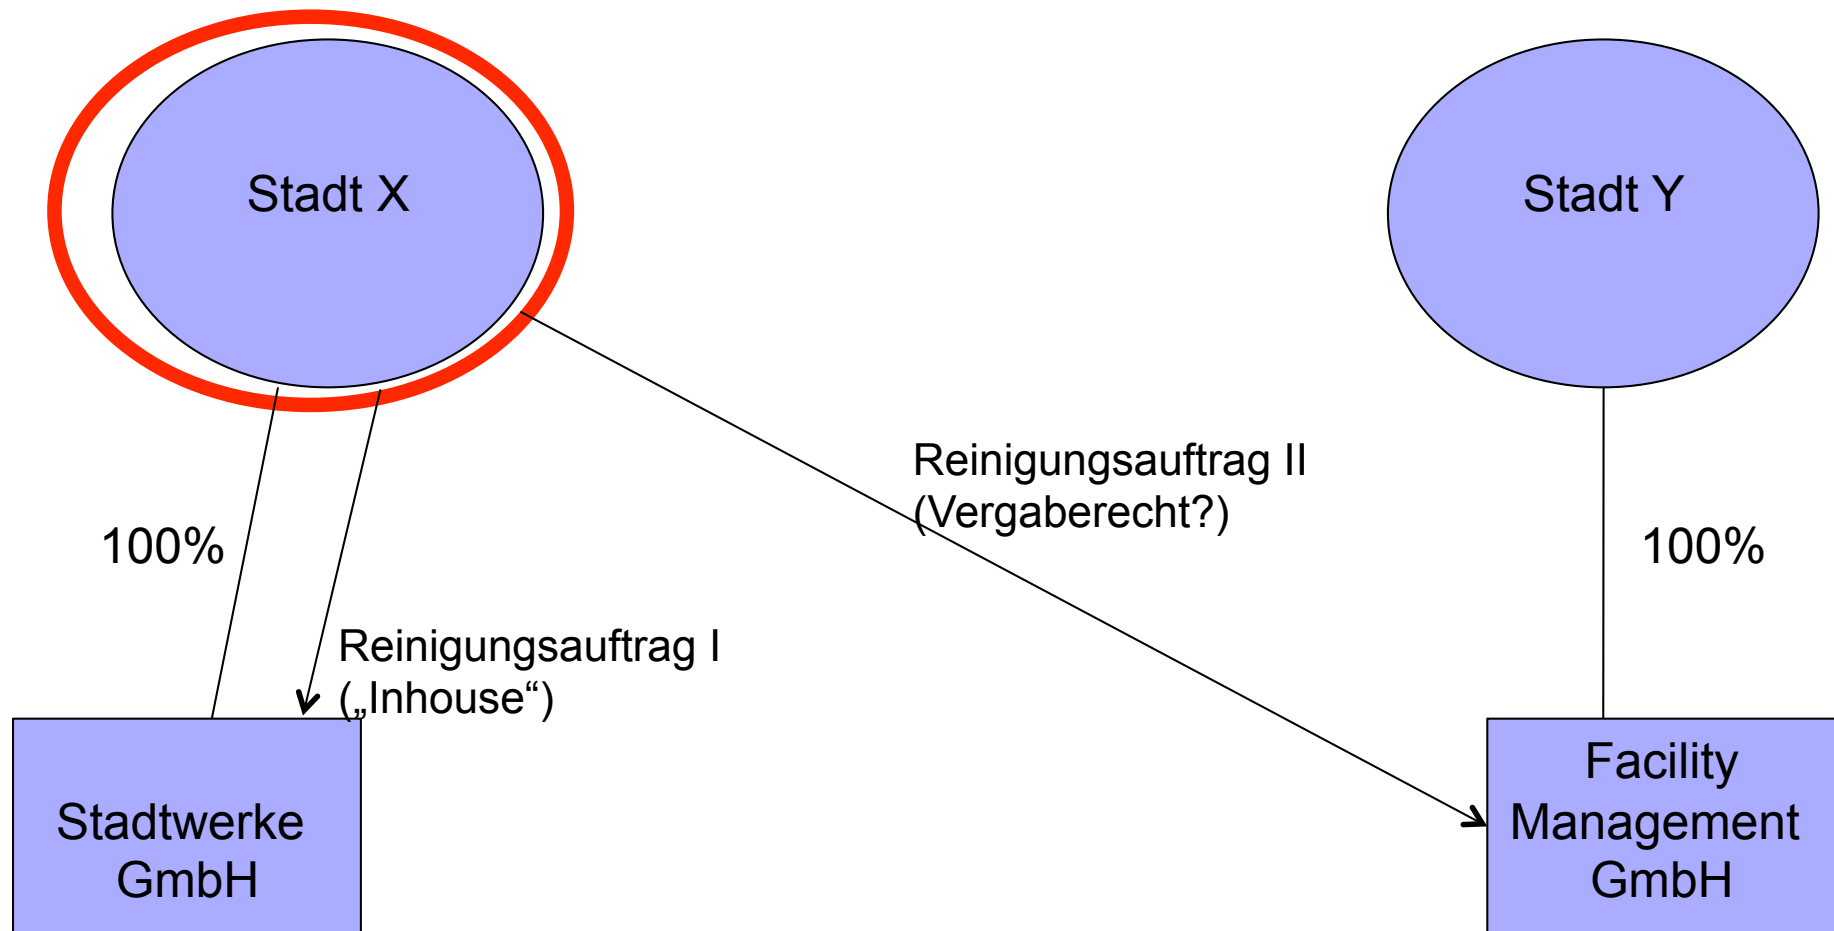 Stadt X
Stadt Y
Reinigungsauftrag II
(Vergaberecht?)
100%
100%
Reinigungsauftrag I
(„Inhouse“)
Stadtwerke
GmbH
Facility
Management
GmbH